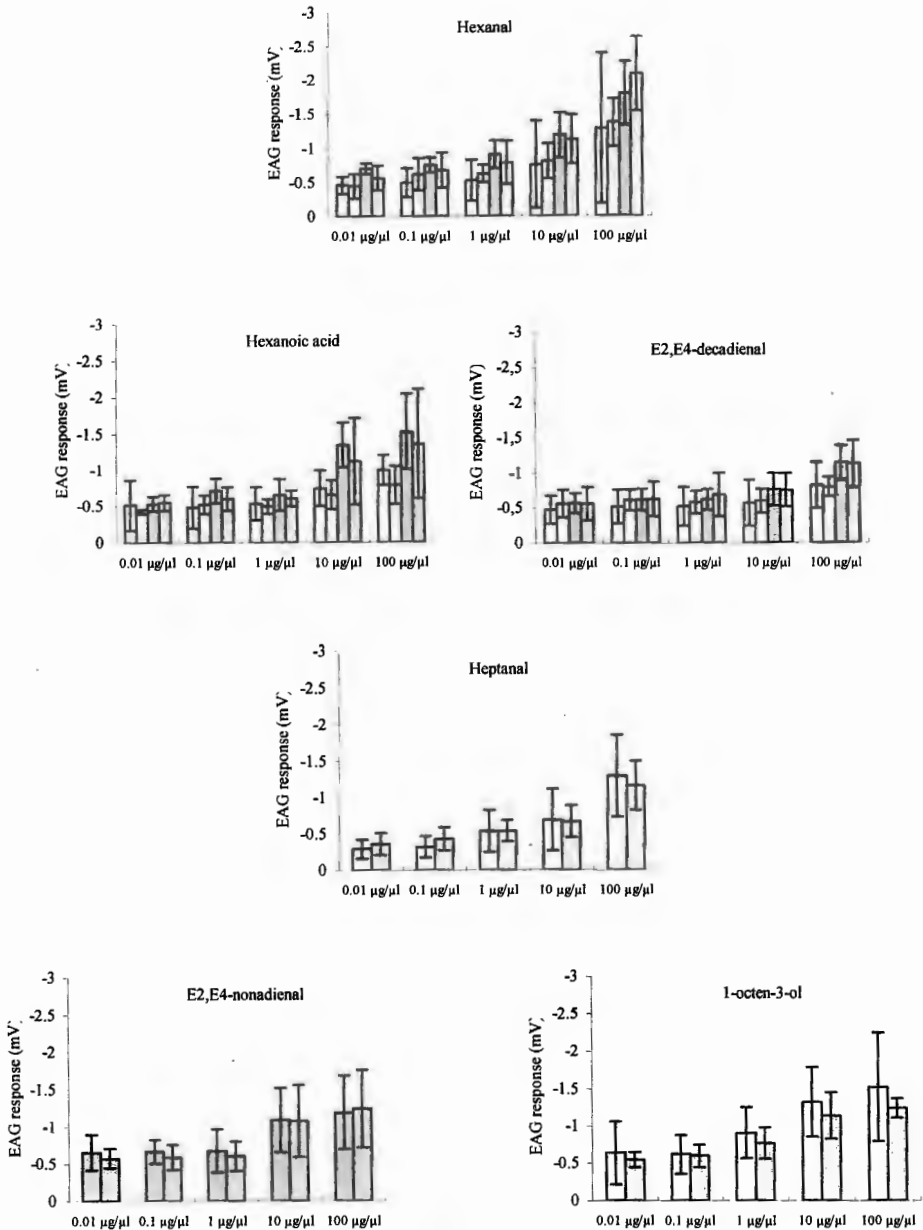 Hexanal
EAG response (mV)
-3
-2.5
-2
-1.5
-1
-0.5
0
0.01 µg/µl 0.1 µg/µl 1 µg/µl 10 µg/µl 100 µg/µl
Hexanoic acid
EAG response (mV)
-3
-2.5
-2
-1.5
-1
-0.5
0
0.01 µg/µl 0.1 µg/µl 1 µg/µl 10 µg/µl 100 µg/µl
E2,E4-decadienal
EAG response (mV)
-3
-2,5
-2
-1,5
-1
-0.5
0
0.01 µg/µl 0.1 µg/µl 1 µg/µl 10 µg/µl 100 µg/µl
Heptanal
EAG response (mV)
-3
-2.5
-2
-1.5
-1
-0.5
0
0.01 µg/µl 0.1 µg/µl 1 µg/µl 10 µg/µl 100 µg/µl
E2,E4-nonadienal
EAG response (mV)
-3
-2.5
-2
-1.5
-1
-0.5
0
0.01 µg/µl 0.1 µg/µl 1 µg/µl 10 µg/µl 100 µg/µl
1-octen-3-ol
EAG response (mV)
-3
-2.5
-2
-1.5
-1
-0.5
0
0.01 µg/µl 0.1 µg/µl 1 µg/µl 10 µg/µl 100 µg/µl